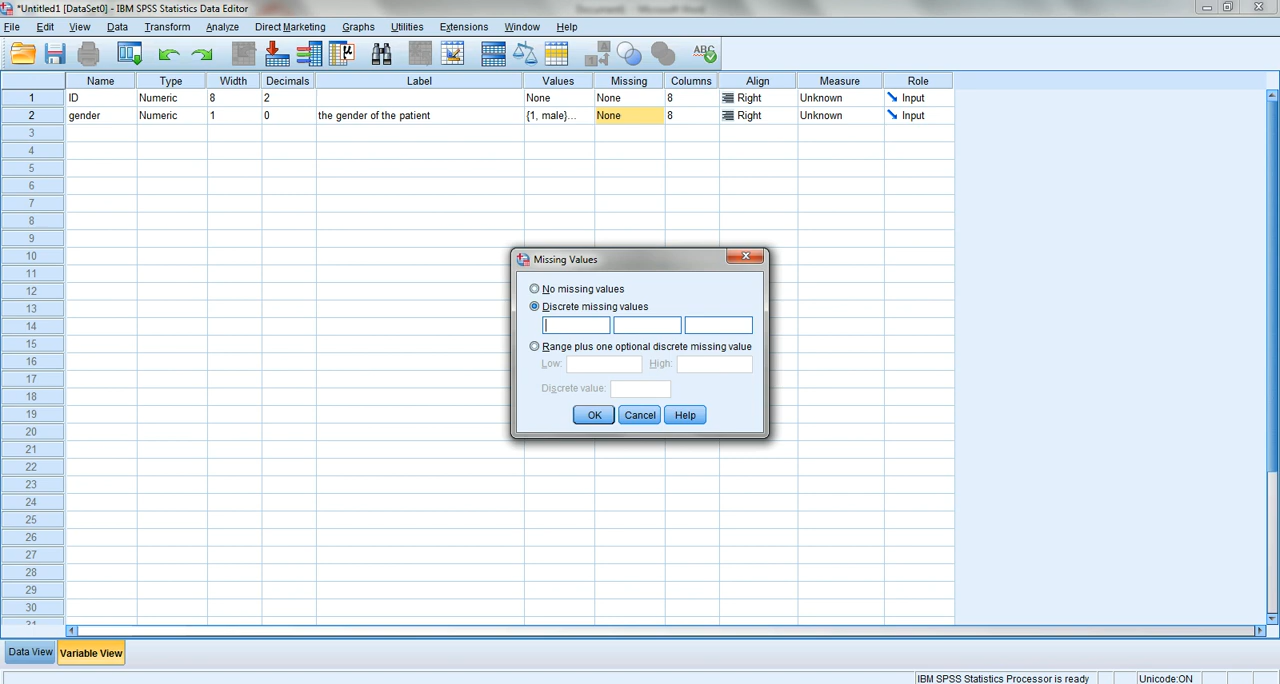 *Untitled1 [DataSet0] - IBM SPSS Statistics Data Editor
File Edit View Data Transform Analyze Direct Marketing Graphs Utilities Extensions Window Help
ABC
Name Type Width Decimals Label Values Missing Columns Align Measure Role
1 ID Numeric 8 2 None None 8 Right Unknown Input
2 gender Numeric 1 0 the gender of the patient {1, male}... None 8 Right Unknown Input
3
4
5
6
7
8
9
10
11
12
13
14
15
16
17
18
19
20
21
22
23
24
25
26
27
28
29
30
31
Missing Values
No missing values
Discrete missing values
Range plus one optional discrete missing value
Low: High:
Discrete value:
OK Cancel Help
Data View Variable View
IBM SPSS Statistics Processor is ready Unicode:ON